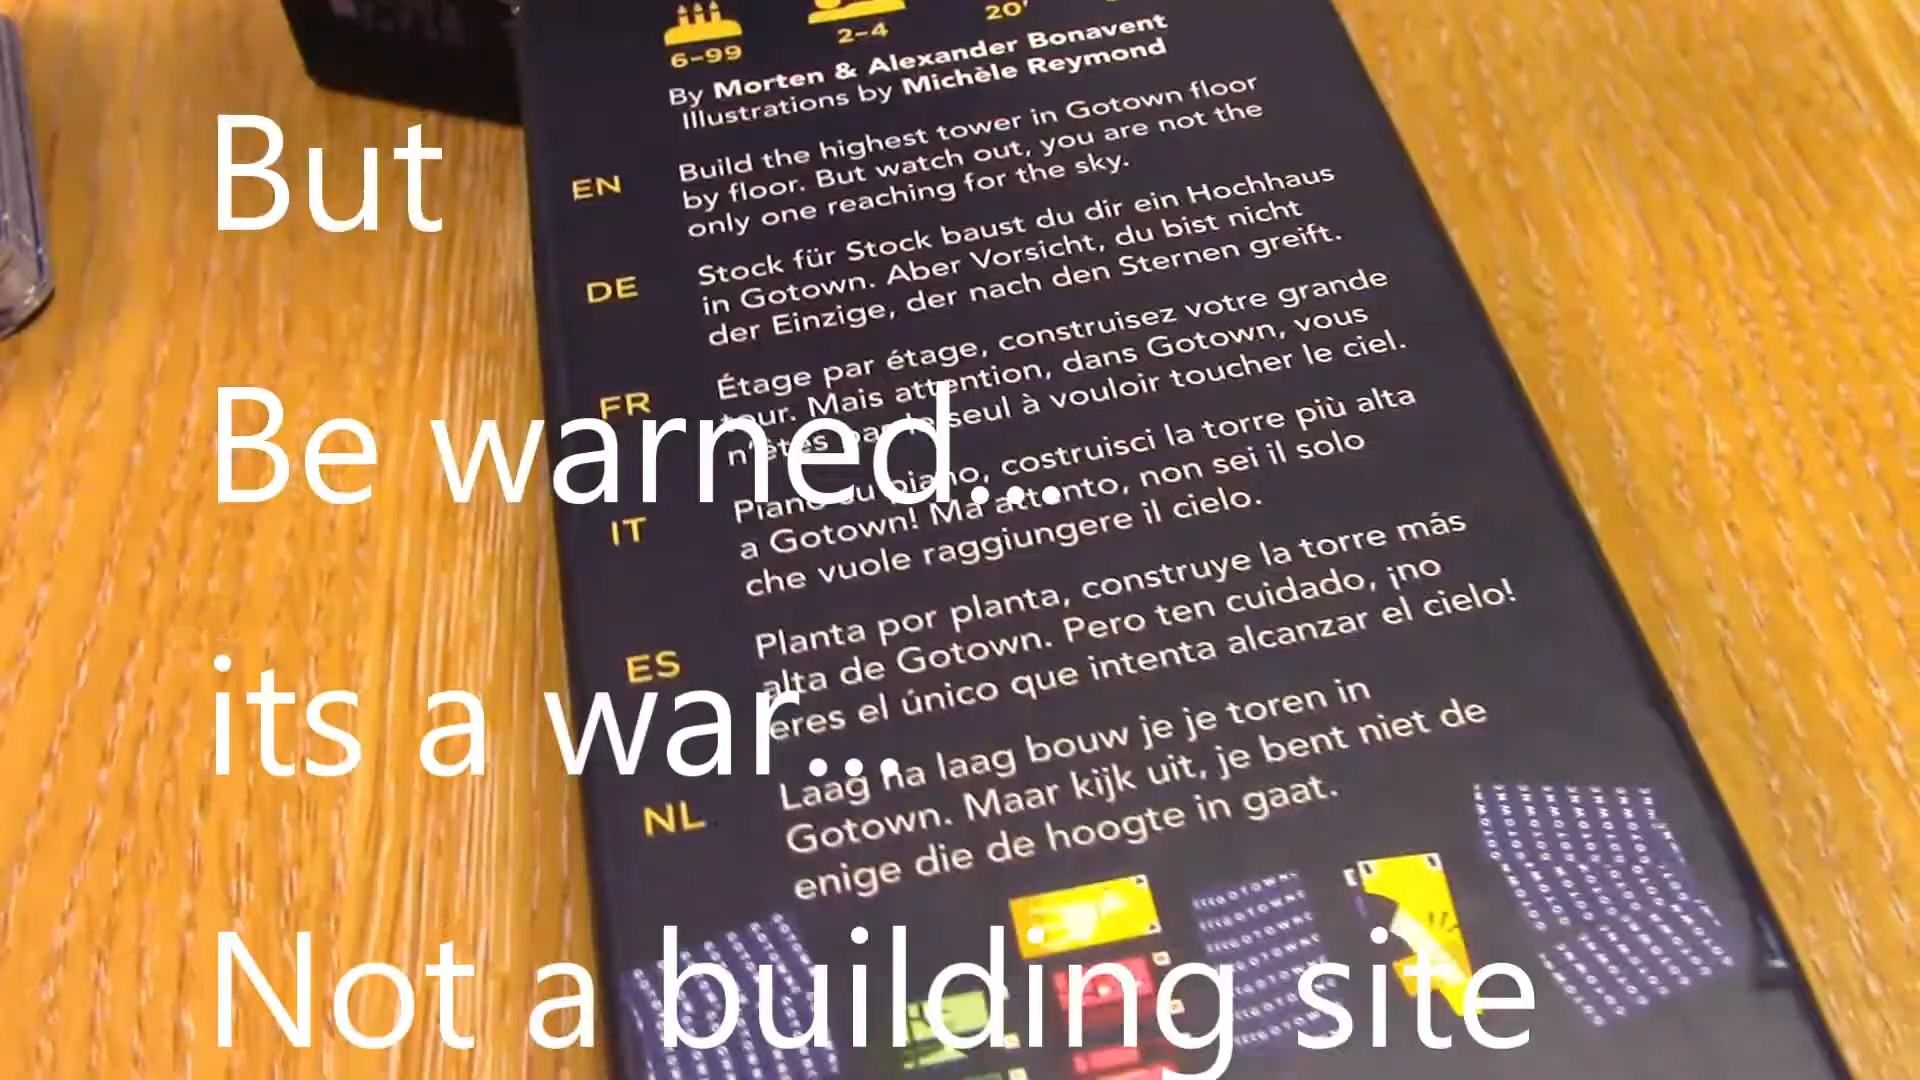 6-99
2-4
20'
By Morten & Alexander Bonavent
Illustrations by Michèle Reymond
EN
Build the highest tower in Gotown floor
by floor. But watch out, you are not the
only one reaching for the sky.
DE
Stock für Stock baust du dir ein Hochhaus
in Gotown. Aber Vorsicht, du bist nicht
der Einzige, der nach den Sternen greift.
FR
Étage par étage, construisez votre grande
tour. Mais attention, dans Gotown, vous
n'êtes pas le seul à vouloir toucher le ciel.
IT
Piano su piano, costruisci la torre più alta
a Gotown! Ma attento, non sei il solo
che vuole raggiungere il cielo.
ES
Planta por planta, construye la torre más
alta de Gotown. Pero ten cuidado, ¡no
eres el único que intenta alcanzar el cielo!
NL
Laag na laag bouw je je toren in
Gotown. Maar kijk uit, je bent niet de
enige die de hoogte in gaat.
But
Be warned...
its a war...
Not a building site